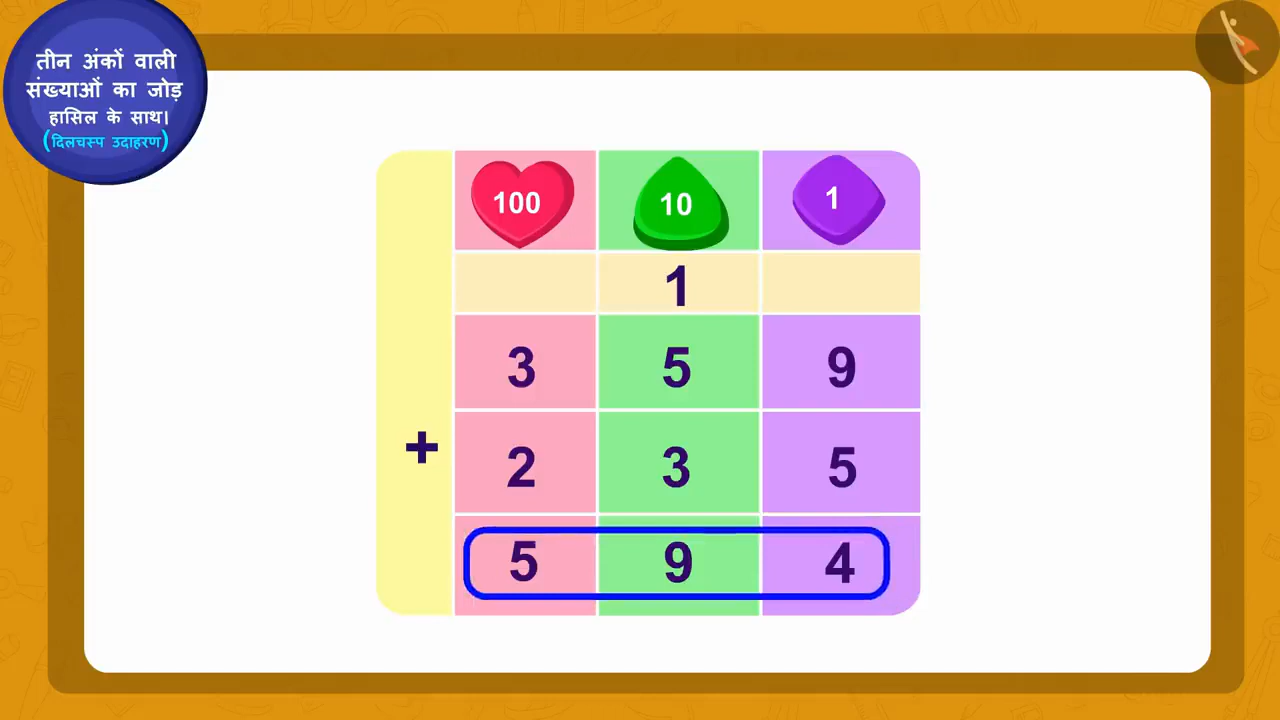 तीन अंकों वाली
संख्याओं का जोड़
हासिल के साथ।
(दिलचस्प उदाहरण)
100 10 1
1
3 5 9
+ 2 3 5
5 9 4